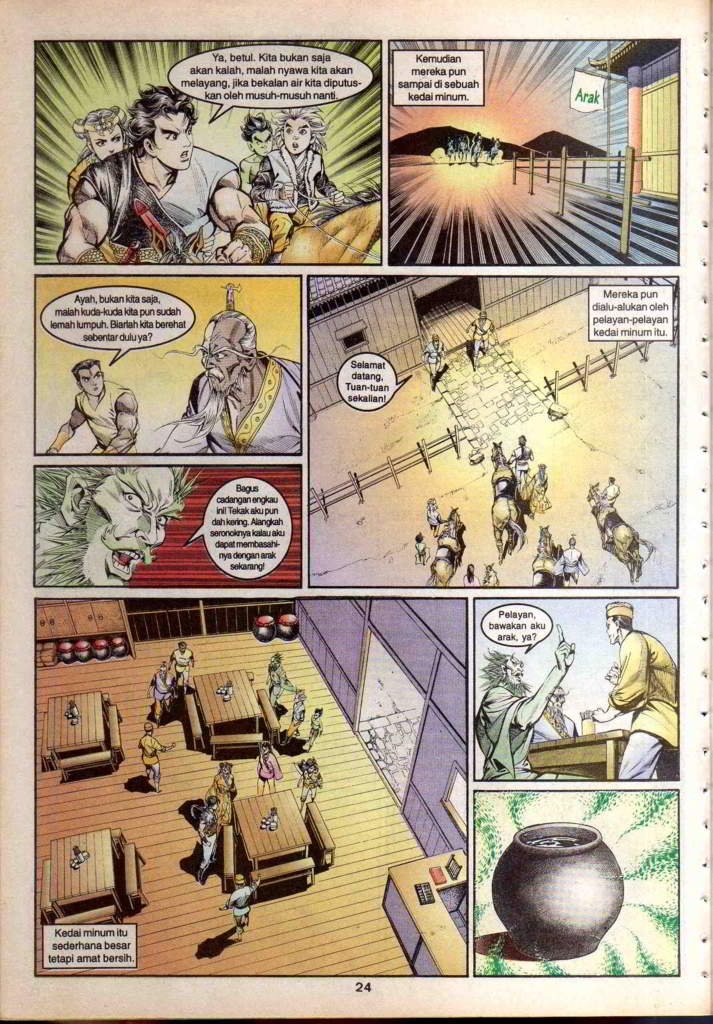 Ya, betul. Kita bukan saja
akan kalah, malah nyawa kita akan
melayang, jika bekalan air kita diputus-
kan oleh musuh-musuh nanti.
Kemudian
mereka pun
sampai di sebuah
kedai minum.
Arak
Ayah, bukan kita saja,
malah kuda-kuda kita pun sudah
lemah lumpuh. Biarlah kita berehat
sebentar dulu ya?
Mereka pun
dialu-alukan oleh
pelayan-pelayan
kedai minum itu.
Selamat
datang,
Tuan-tuan
sekalian!
Bagus
cadangan engkau
ini! Tekak aku pun
dah kering. Alangkah
seronoknya kalau aku
dapat membasahi-
nya dengan arak
sekarang!
Kedai minum itu
sederhana besar
tetapi amat bersih.
Pelayan,
bawakan aku
arak, ya?
24